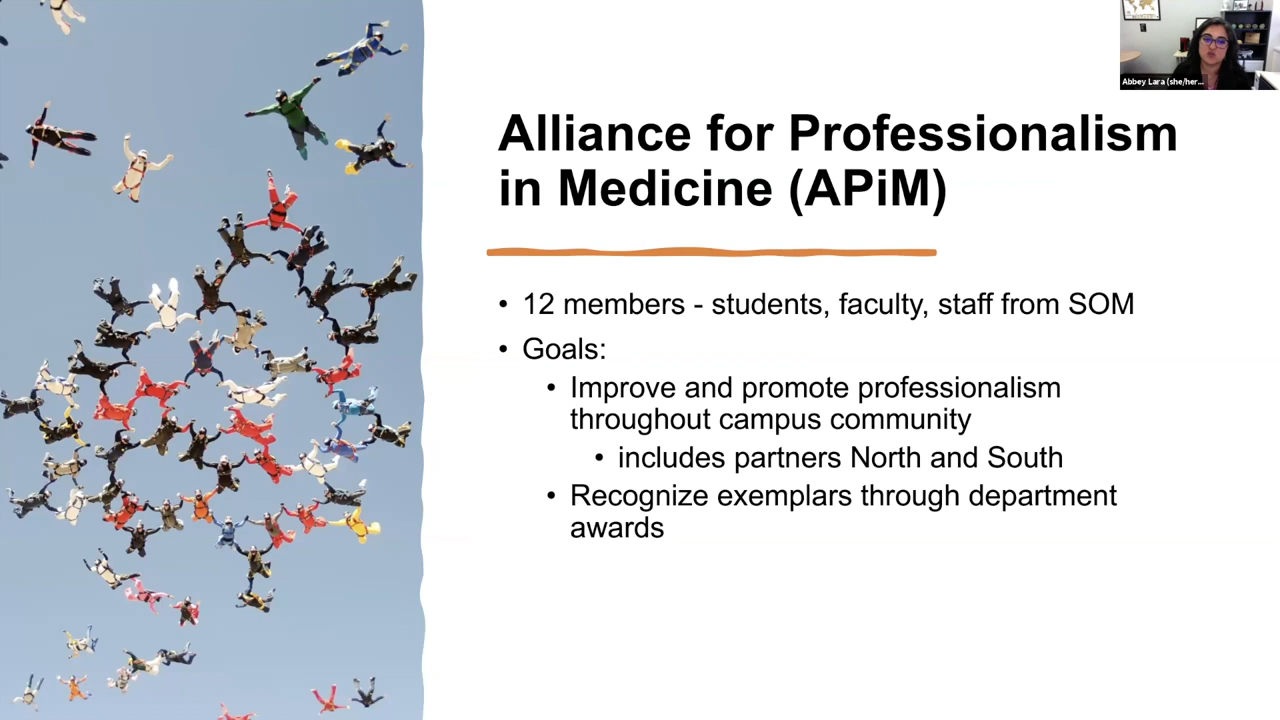 Abbey Lara (she/her...
Alliance for Professionalism
in Medicine (APiM)
• 12 members - students, faculty, staff from SOM
• Goals:
• Improve and promote professionalism
throughout campus community
• includes partners North and South
• Recognize exemplars through department
awards